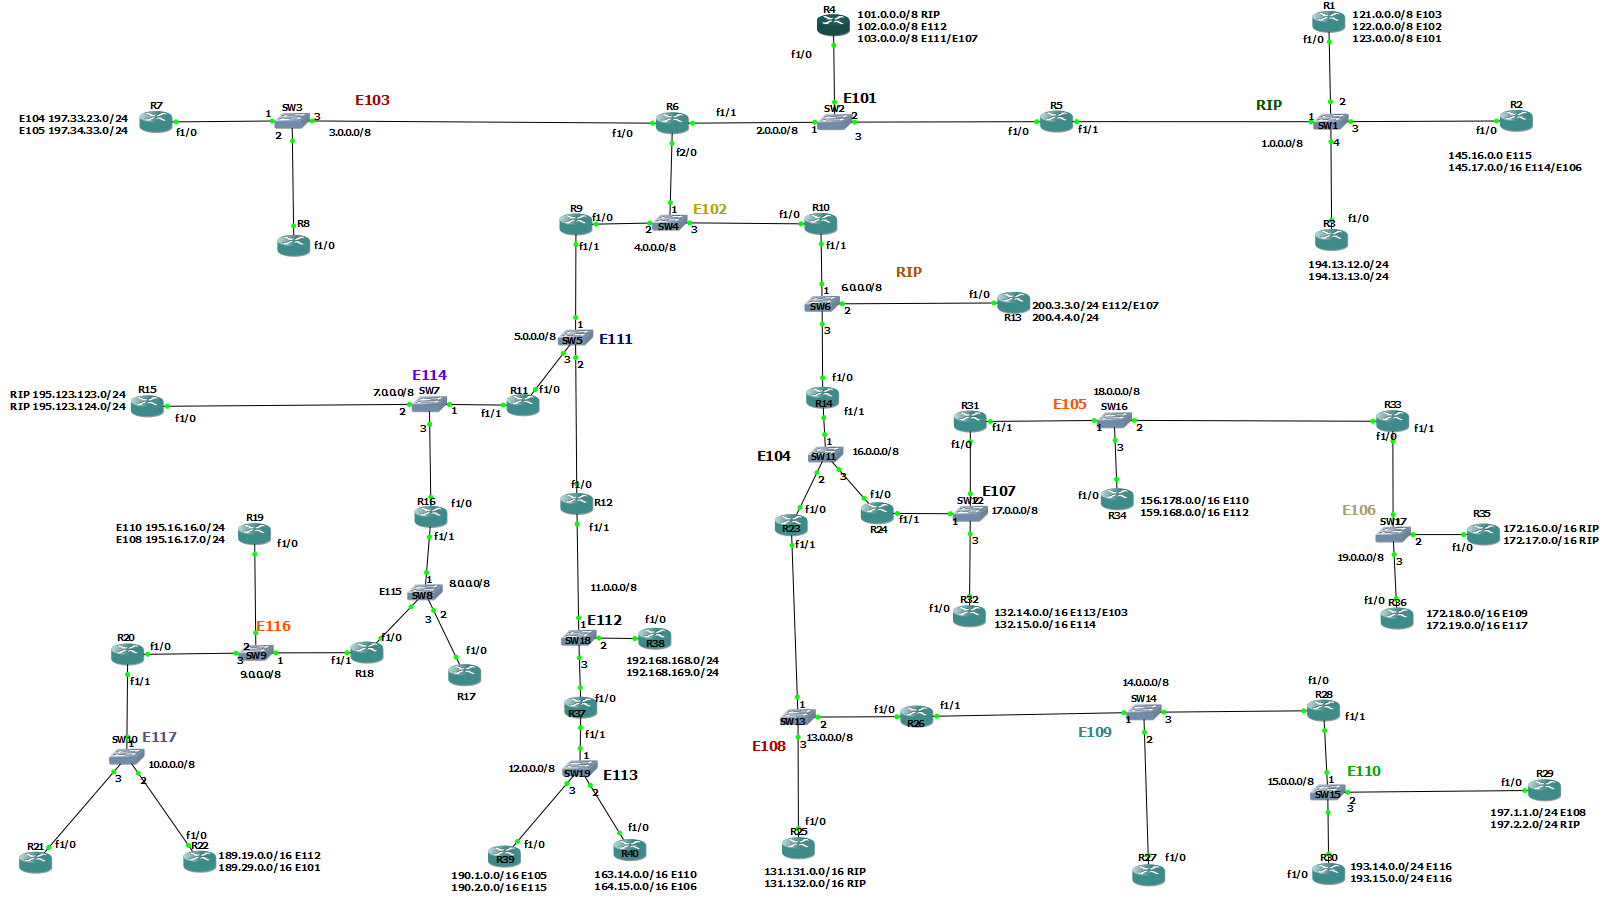 R4
101.0.0.0/8 RIP
102.0.0.0/8 E112
103.0.0.0/8 E111/E107
f1/0
R1
121.0.0.0/8 E103
122.0.0.0/8 E102
123.0.0.0/8 E101
f1/0
R7
E104 197.33.23.0/24
E105 197.34.33.0/24
f1/0
SW3
1
2
3
E103
3.0.0.0/8
R8
f1/0
R6
f1/0
f1/1
f2/0
SW2
E101
2.0.0.0/8
1
2
3
R5
f1/0
f1/1
RIP
1.0.0.0/8
SW1
1
2
3
4
R2
f1/0
145.16.0.0 E115
145.17.0.0/16 E114/E106
R3
f1/0
194.13.12.0/24
194.13.13.0/24
R9
f1/0
f1/1
SW4
1
2
3
E102
4.0.0.0/8
R10
f1/0
f1/1
RIP
6.0.0.0/8
SW6
1
2
3
R13
f1/0
200.3.3.0/24 E112/E107
200.4.4.0/24
5.0.0.0/8
SW5
1
2
3
E111
E114
7.0.0.0/8
SW7
1
2
3
R11
f1/0
f1/1
R15
RIP 195.123.123.0/24
RIP 195.123.124.0/24
f1/0
R14
f1/0
f1/1
E104
SW11
1
2
3
16.0.0.0/8
R31
f1/1
f1/0
E105
18.0.0.0/8
SW16
1
2
3
R33
f1/0
f1/1
R34
f1/0
156.178.0.0/16 E110
159.168.0.0/16 E112
R12
f1/0
f1/1
R16
f1/0
f1/1
R19
E110 195.16.16.0/24
E108 195.16.17.0/24
f1/0
R23
f1/0
f1/1
R24
f1/0
f1/1
E107
SW12
17.0.0.0/8
1
2
3
E106
SW17
19.0.0.0/8
1
2
3
R35
f1/0
172.16.0.0/16 RIP
172.17.0.0/16 RIP
R36
f1/0
172.18.0.0/16 E109
172.19.0.0/16 E117
R32
f1/0
132.14.0.0/16 E113/E103
132.15.0.0/16 E114
E115
SW8
8.0.0.0/8
1
2
3
11.0.0.0/8
R20
f1/0
f1/1
E116
SW9
9.0.0.0/8
1
2
3
R18
f1/0
f1/1
R17
f1/0
E112
SW18
1
2
3
R38
f1/0
192.168.168.0/24
192.168.169.0/24
R37
f1/0
f1/1
SW10
E117
10.0.0.0/8
1
2
3
12.0.0.0/8
SW19
1
2
3
E113
SW13
E108
13.0.0.0/8
1
2
3
R26
f1/0
f1/1
14.0.0.0/8
SW14
E109
1
2
3
R28
f1/0
f1/1
15.0.0.0/8
SW15
E110
1
2
3
R29
f1/0
197.1.1.0/24 E108
197.2.2.0/24 RIP
R21
f1/0
R22
f1/0
189.19.0.0/16 E112
189.29.0.0/16 E101
R39
f1/0
190.1.0.0/16 E105
190.2.0.0/16 E115
R40
f1/0
163.14.0.0/16 E110
164.15.0.0/16 E106
R25
f1/0
131.131.0.0/16 RIP
131.132.0.0/16 RIP
R27
f1/0
R30
f1/0
193.14.0.0/24 E116
193.15.0.0/24 E116